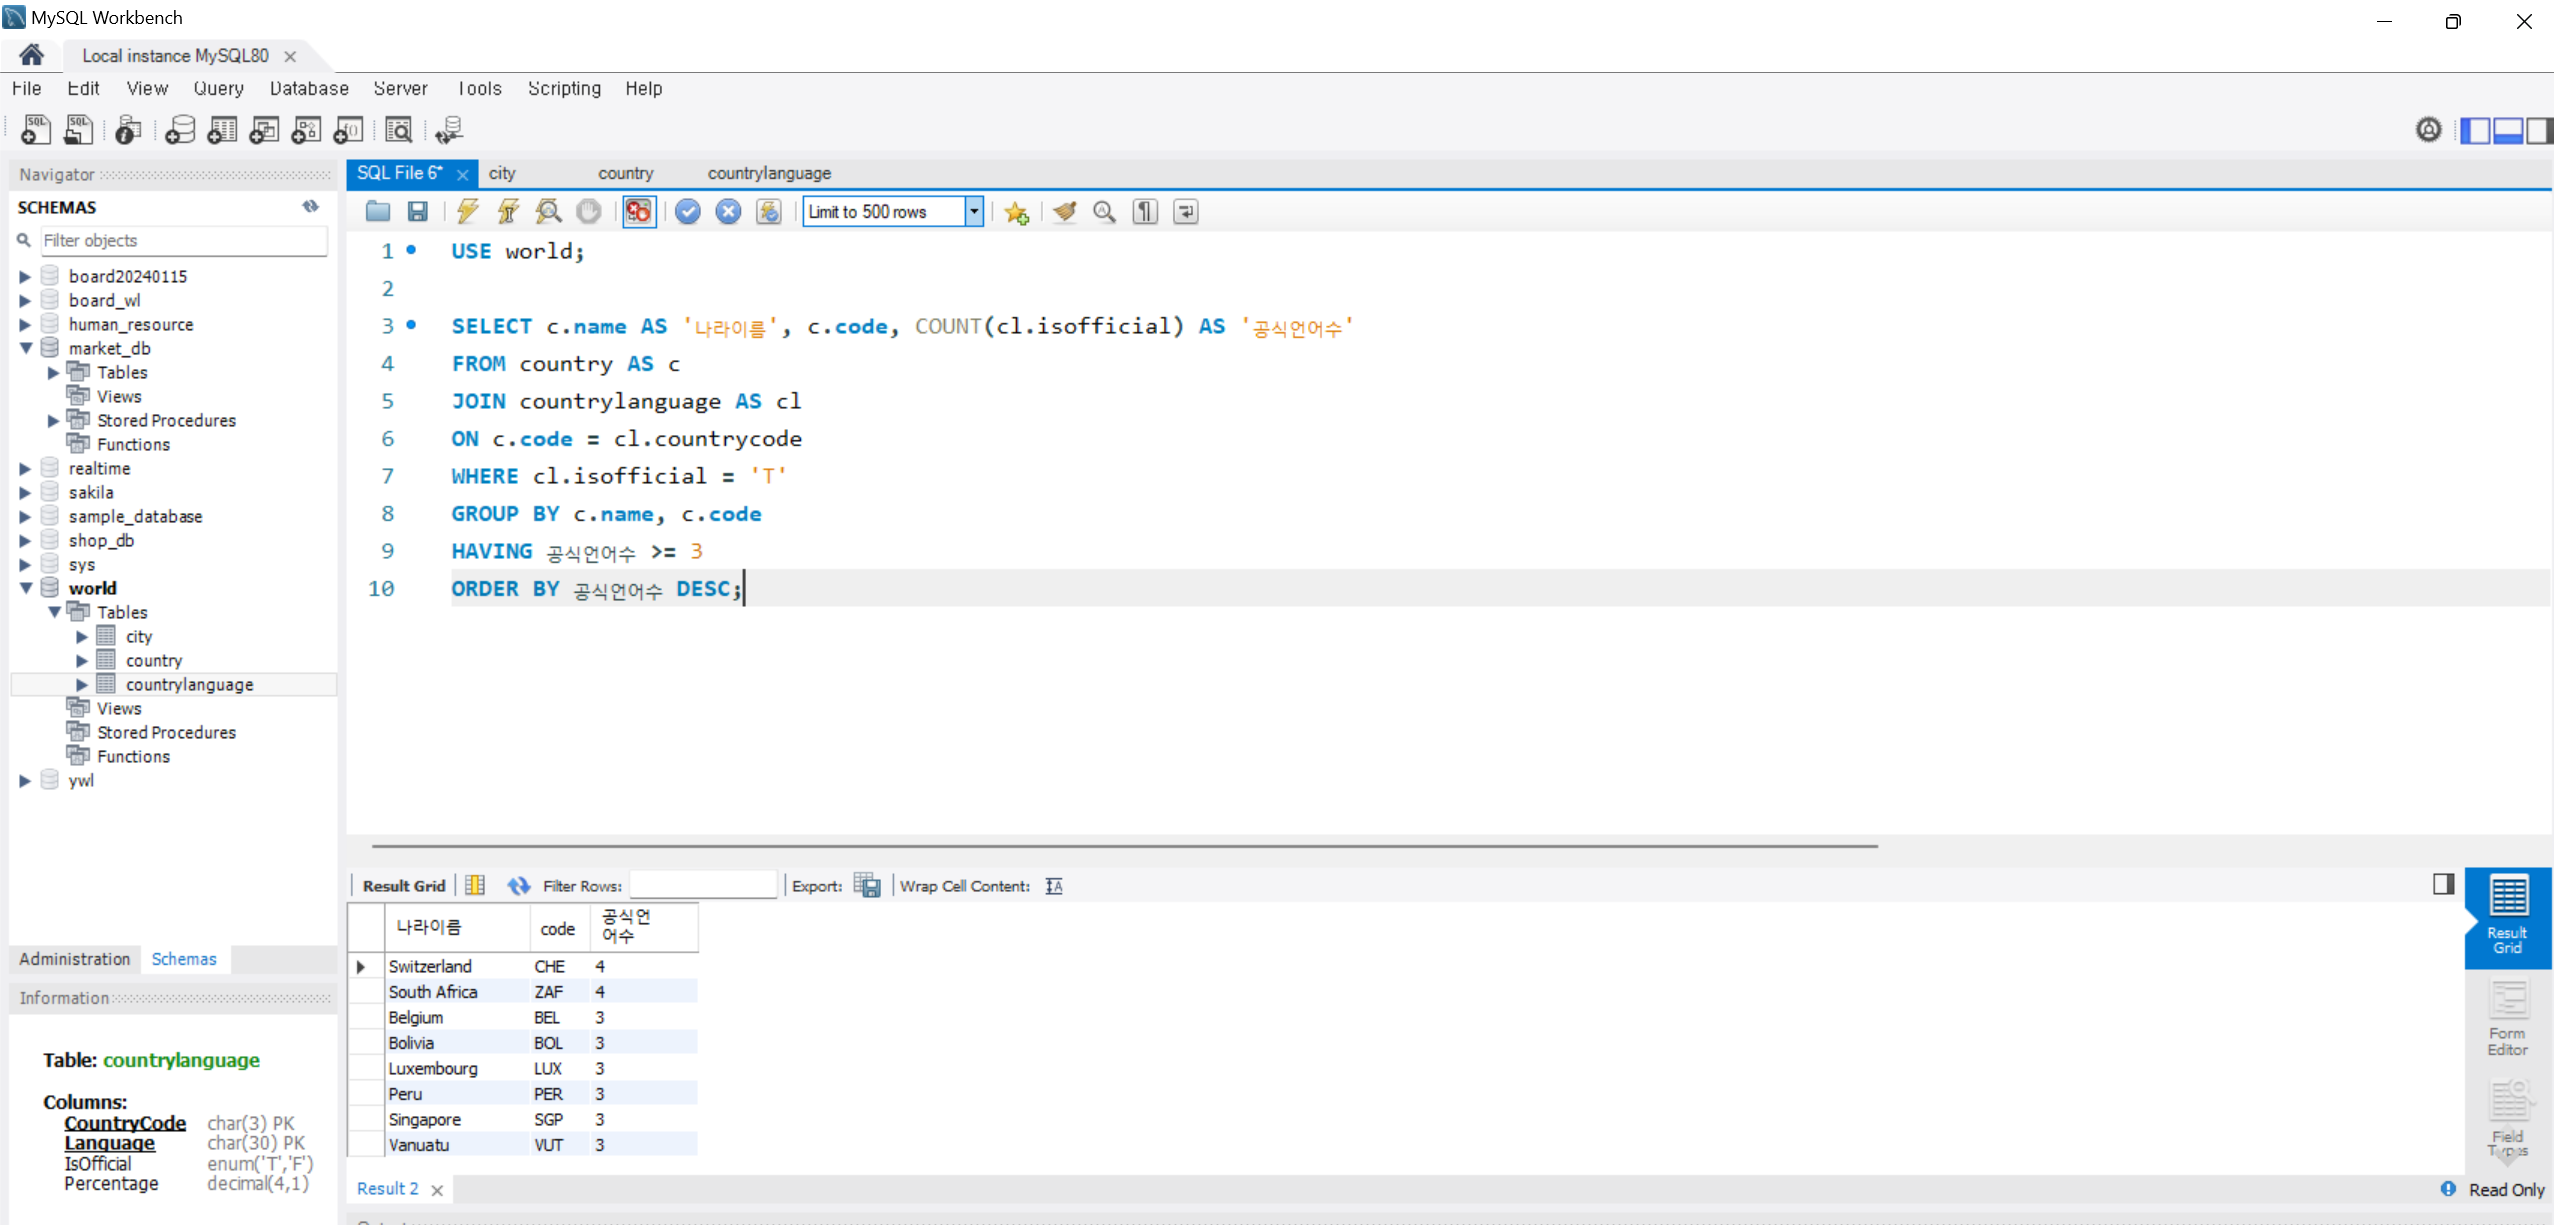 MySQL Workbench
Local instance MySQL80
File Edit View Query Database Server Tools Scripting Help
Navigator
SCHEMAS
Filter objects
board20240115
board_wl
human_resource
market_db
Tables
Views
Stored Procedures
Functions
realtime
sakila
sample_database
shop_db
sys
world
Tables
city
country
countrylanguage
Views
Stored Procedures
Functions
ywl
Administration Schemas
Information
Table: countrylanguage
Columns:
CountryCode char(3) PK
Language char(30) PK
IsOfficial enum('T','F')
Percentage decimal(4,1)
SQL File 6* city country countrylanguage
Limit to 500 rows
1 USE world;
2
3 SELECT c.name AS '나라이름', c.code, COUNT(cl.isofficial) AS '공식언어수'
4 FROM country AS c
5 JOIN countrylanguage AS cl
6 ON c.code = cl.countrycode
7 WHERE cl.isofficial = 'T'
8 GROUP BY c.name, c.code
9 HAVING 공식언어수 >= 3
10 ORDER BY 공식언어수 DESC;
Result Grid Filter Rows: Export: Wrap Cell Content:
나라이름 code 공식언
어수
Switzerland CHE 4
South Africa ZAF 4
Belgium BEL 3
Bolivia BOL 3
Luxembourg LUX 3
Peru PER 3
Singapore SGP 3
Vanuatu VUT 3
Result
Grid
Form
Editor
Field
Types
Result 2
Read Only